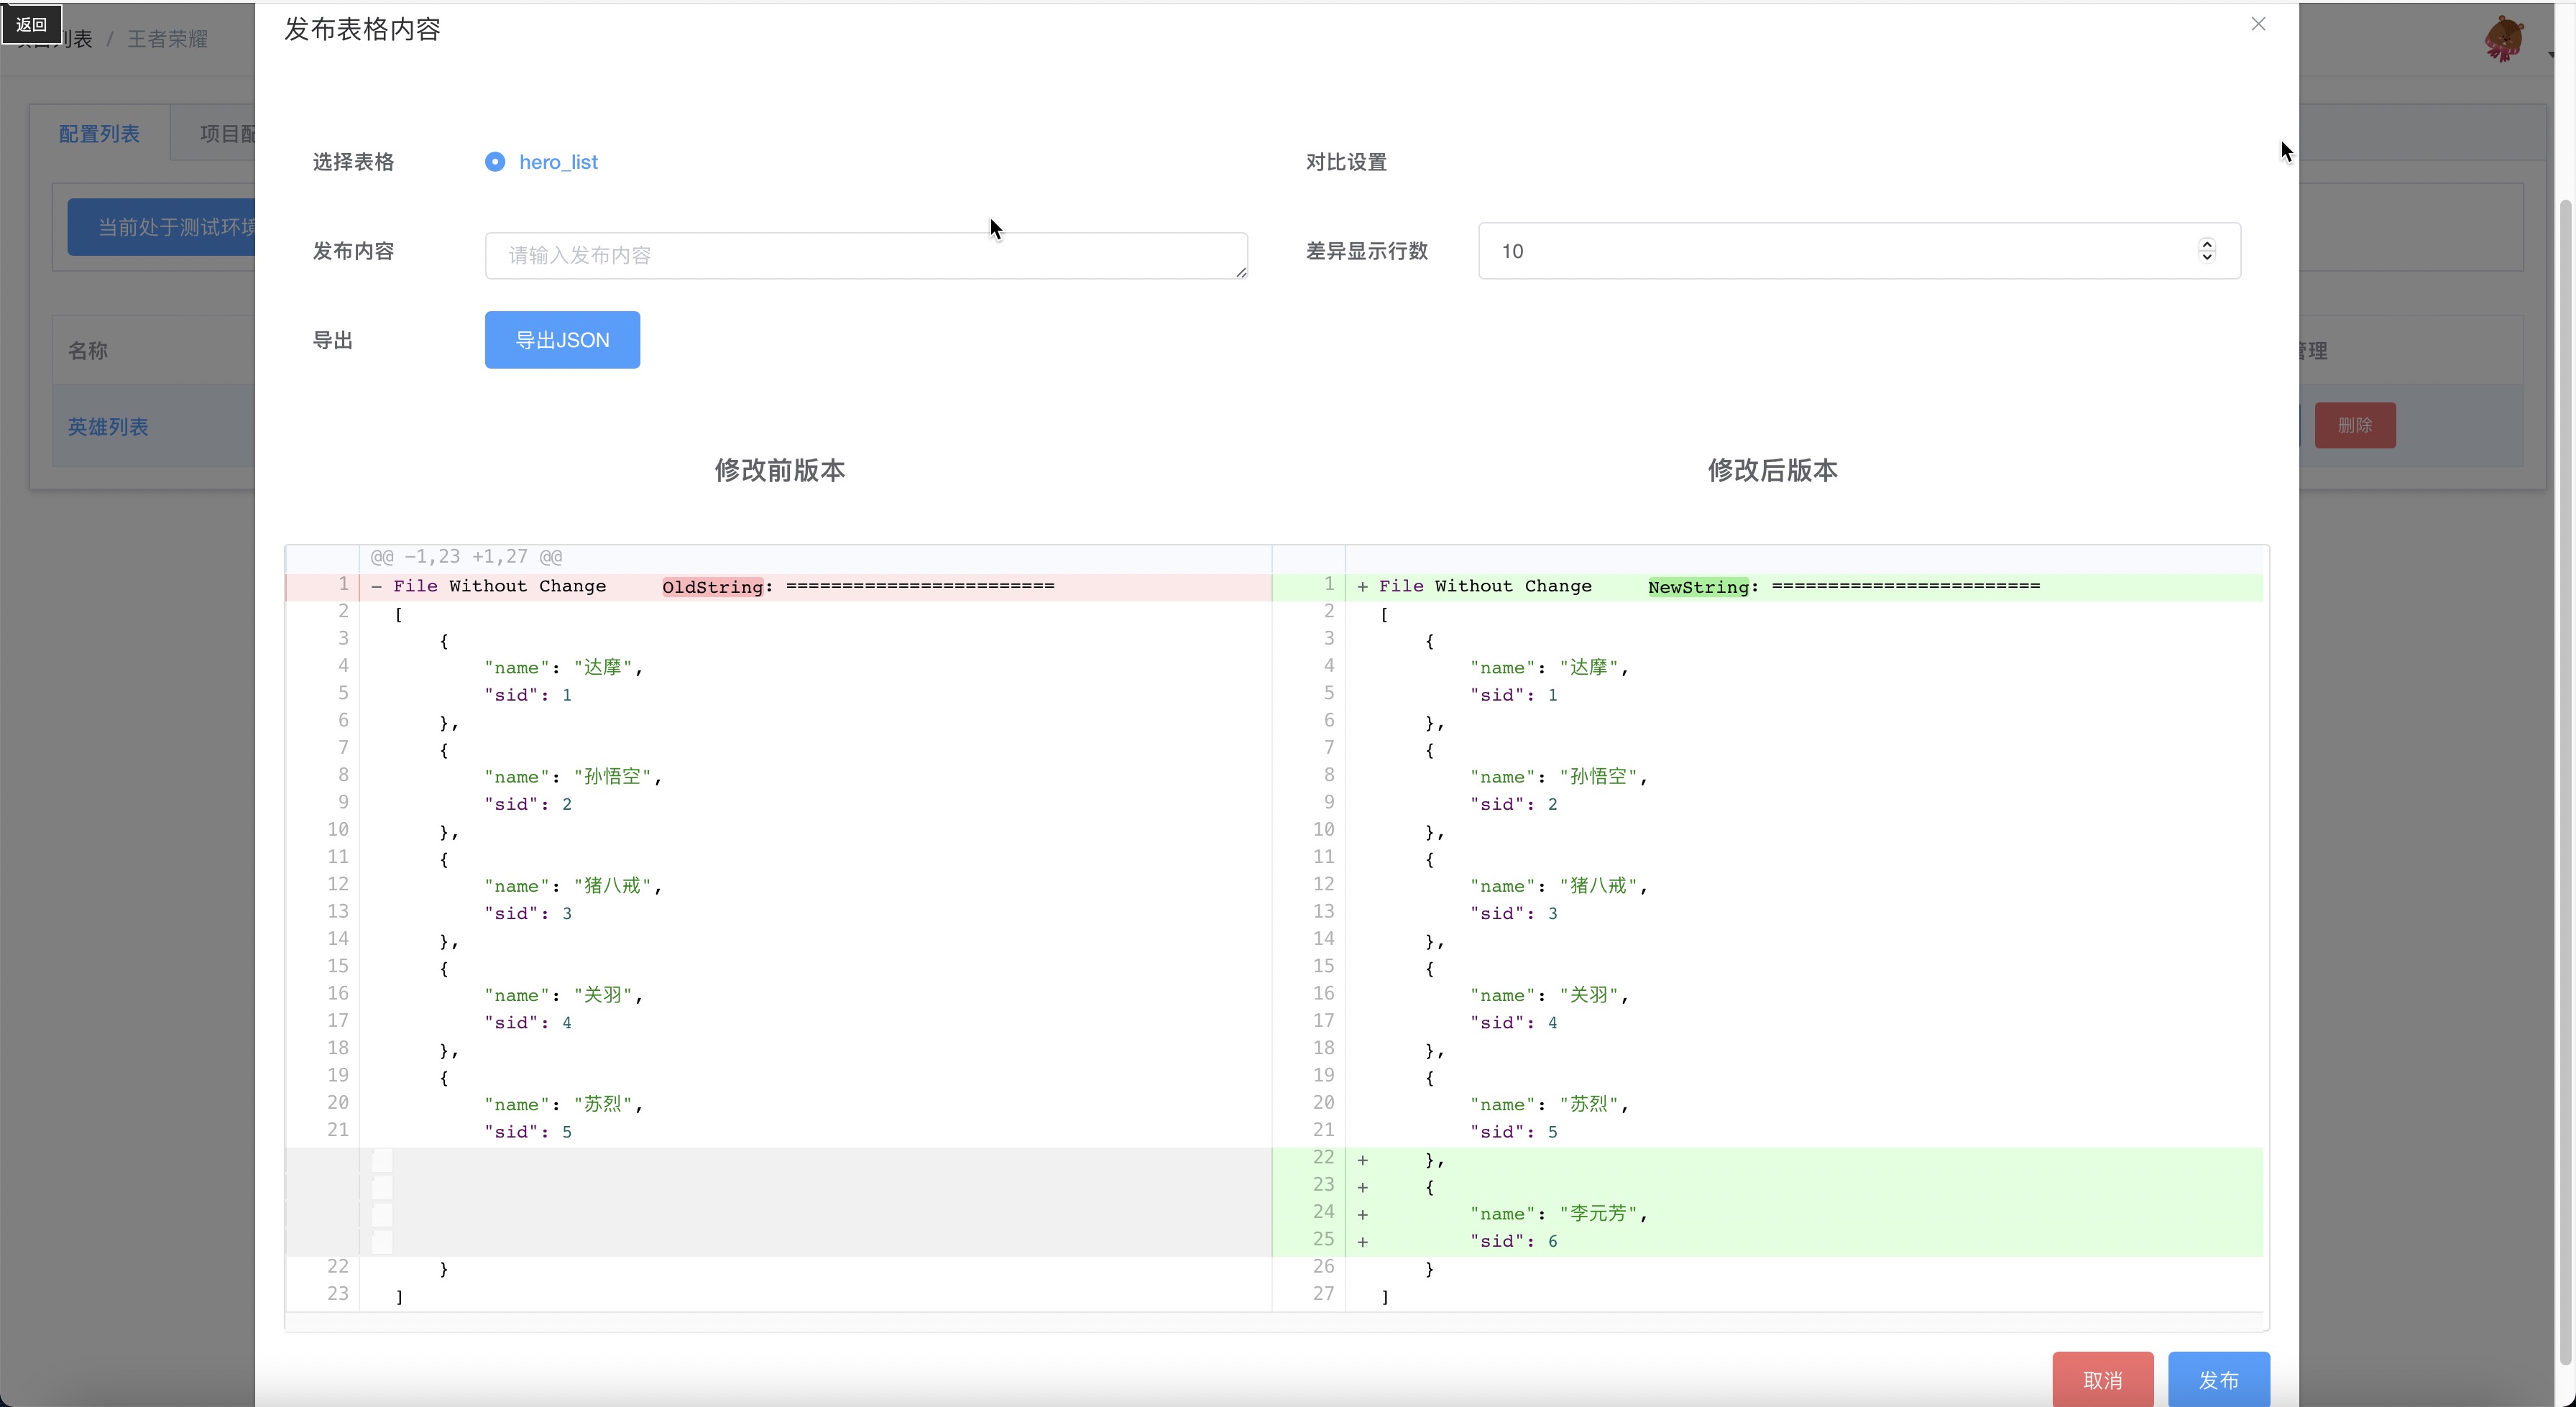 返回
项目列表 / 王者荣耀
发布表格内容
配置列表
项目配
当前处于测试环境
选择表格
hero_list
对比设置
发布内容
请输入发布内容
差异显示行数
10
导出
导出JSON
名称
管理
英雄列表
删除
修改前版本
修改后版本
@@ -1,23 +1,27 @@
1 - File Without Change OldString: ========================
2 [
3 {
4 "name": "达摩",
5 "sid": 1
6 },
7 {
8 "name": "孙悟空",
9 "sid": 2
10 },
11 {
12 "name": "猪八戒",
13 "sid": 3
14 },
15 {
16 "name": "关羽",
17 "sid": 4
18 },
19 {
20 "name": "苏烈",
21 "sid": 5
22 }
23 ]
1 + File Without Change NewString: ========================
2 [
3 {
4 "name": "达摩",
5 "sid": 1
6 },
7 {
8 "name": "孙悟空",
9 "sid": 2
10 },
11 {
12 "name": "猪八戒",
13 "sid": 3
14 },
15 {
16 "name": "关羽",
17 "sid": 4
18 },
19 {
20 "name": "苏烈",
21 "sid": 5
22 + },
23 + {
24 + "name": "李元芳",
25 + "sid": 6
26 }
27 ]
取消
发布